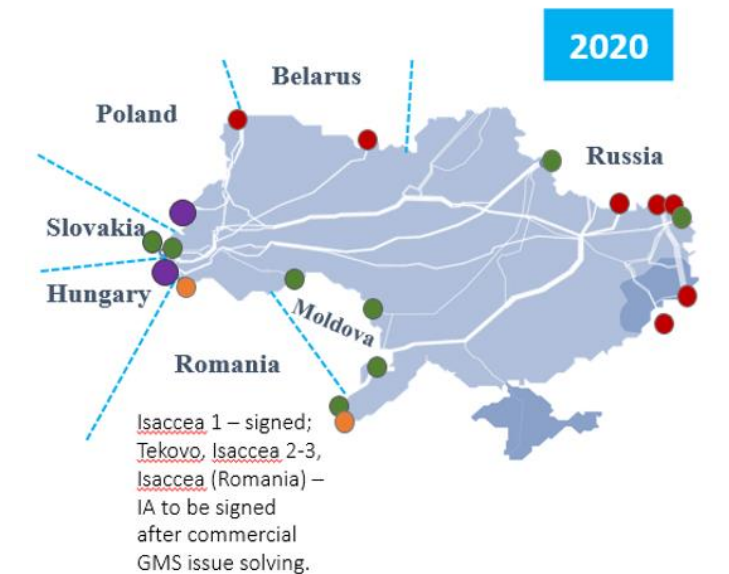 2020
Belarus
Poland
Russia
Slovakia
Hungary
Moldova
Romania
Isaccea 1 – signed;
Tekovo, Isaccea 2-3,
Isaccea (Romania) –
IA to be signed
after commercial
GMS issue solving.